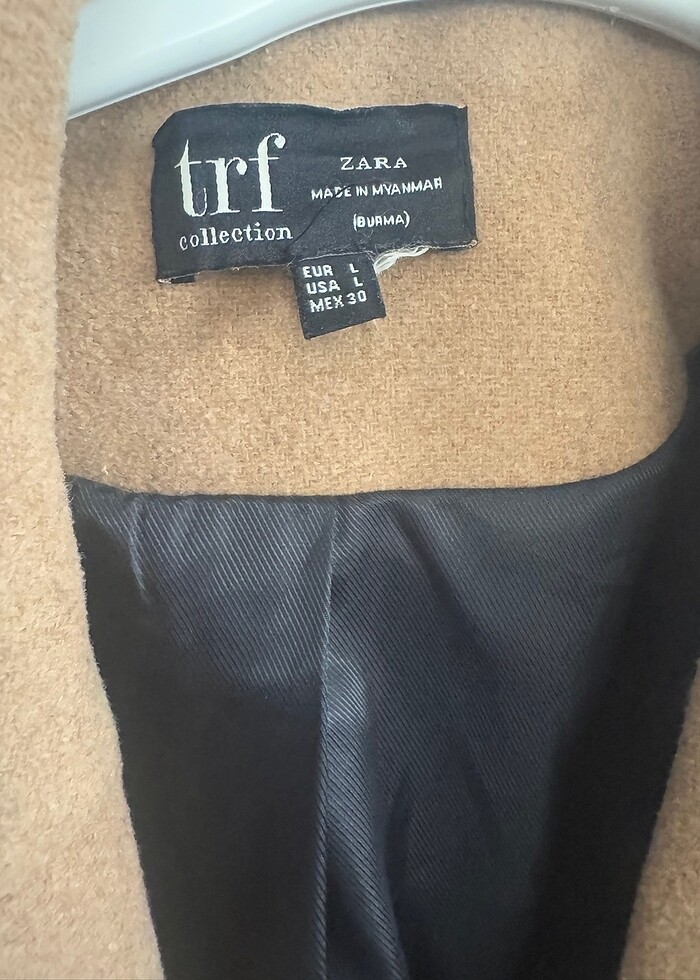 trf
collection
ZARA
MADE IN MYANMAR
(BURMA)
EUR L
USA L
MEX 30